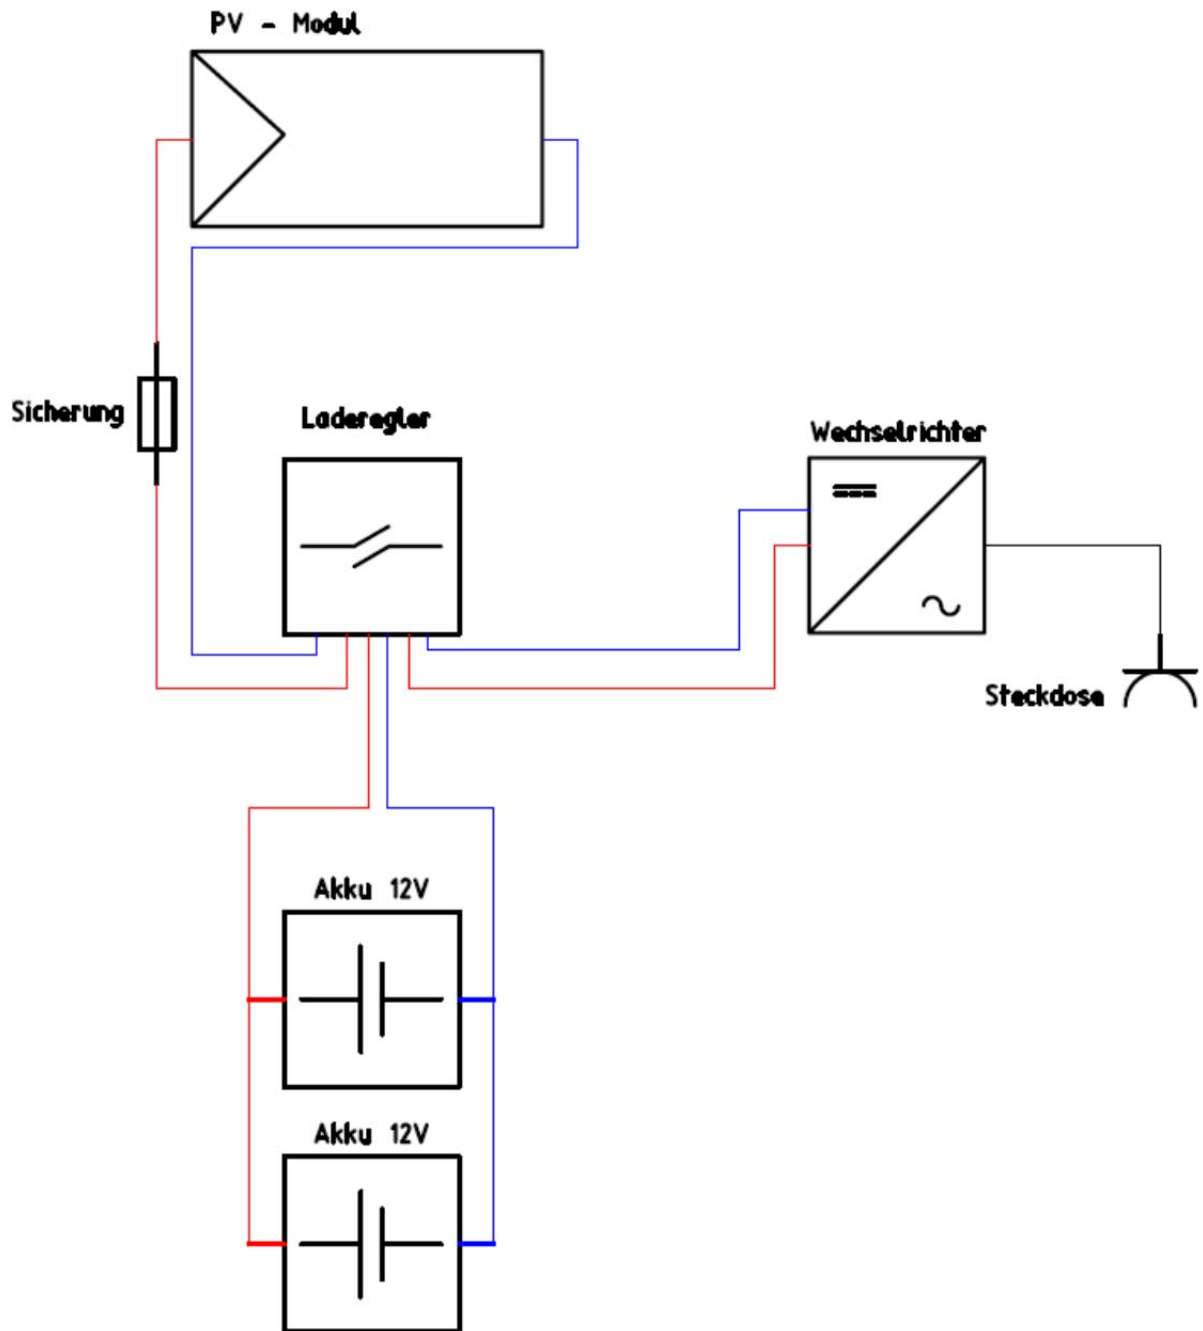 PV - Modul
Sicherung
Laderegler
Wechselrichter
Steckdose
Akku 12V
Akku 12V